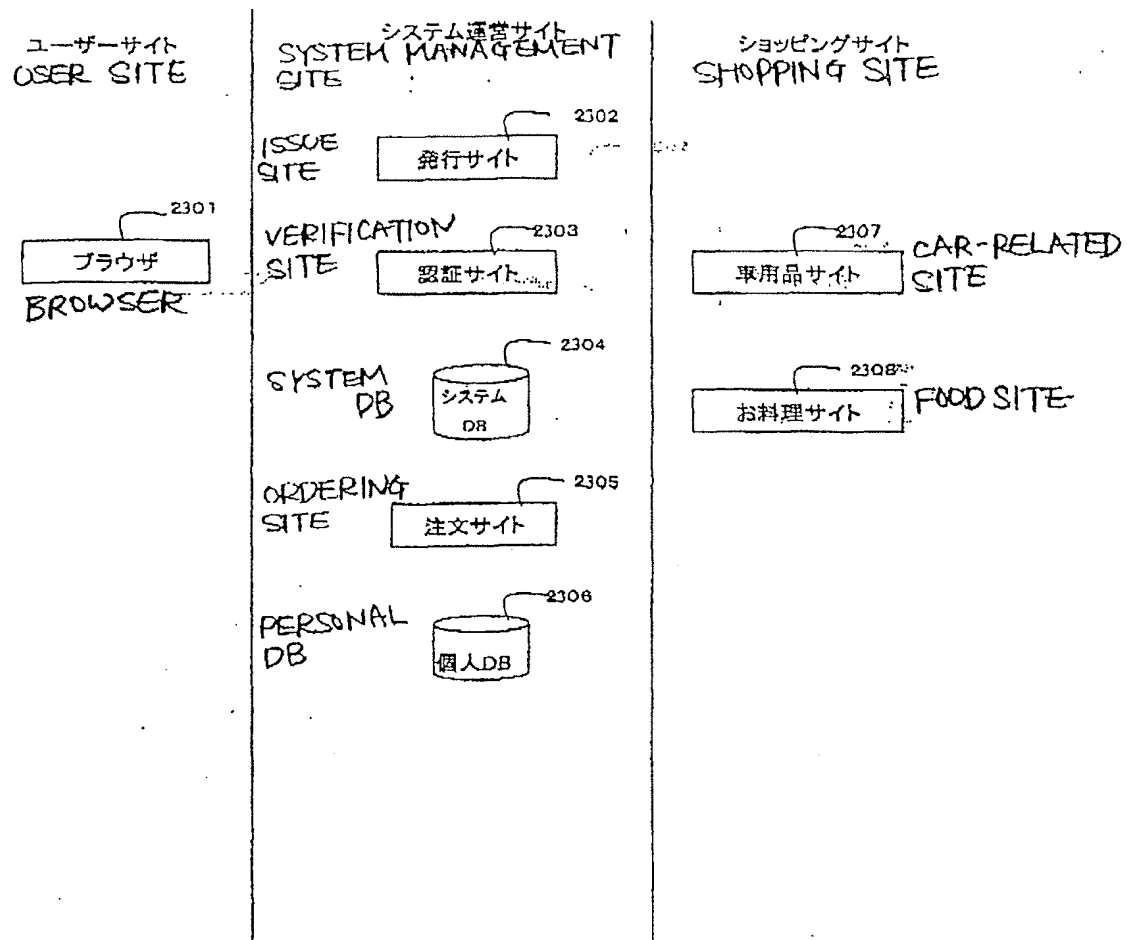 ユーザーサイト
USER SITE
システム運営サイト
SYSTEM MANAGEMENT
SITE
ショッピングサイト
SHOPPING SITE
2302
ISSUE
SITE
発行サイト
2301
ブラウザ
BROWSER
VERIFICATION
SITE
2303
認証サイト
2307
車用品サイト
CAR-RELATED
SITE
2304
SYSTEM
DB
システム
DB
2308
お料理サイト
FOOD SITE
ORDERING
SITE
2305
注文サイト
2306
PERSONAL
DB
個人DB